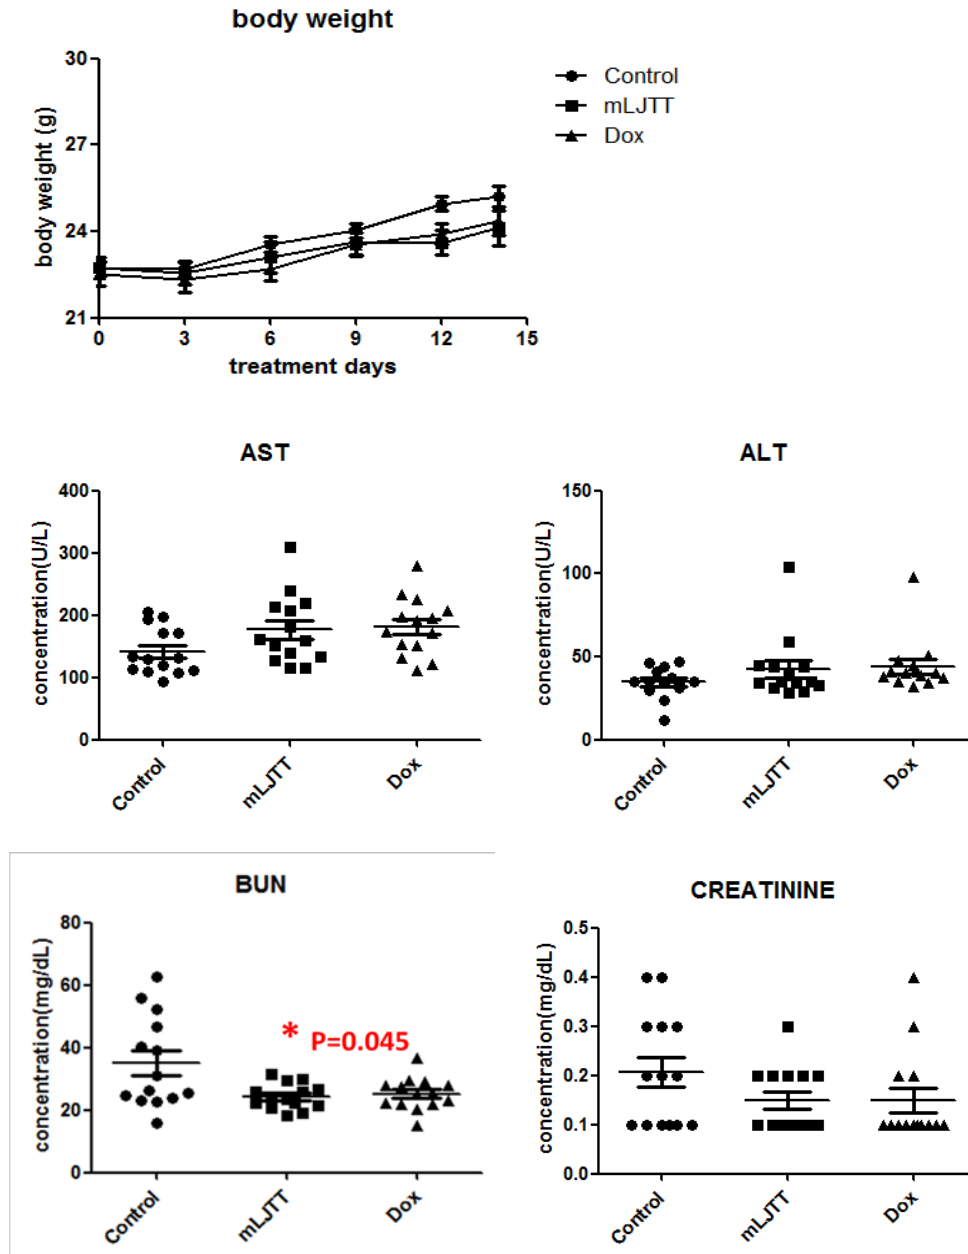 body weight
30
27
24
21
body weight (g)
0 3 6 9 12 15
treatment days
Control
mLJTT
Dox
AST
400
300
200
100
0
concentration(U/L)
Control mLJTT Dox
ALT
150
100
50
0
concentration(U/L)
Control mLJTT Dox
BUN
80
60
40
20
0
concentration(mg/dL)
* P=0.045
Control mLJTT Dox
CREATININE
0.5
0.4
0.3
0.2
0.1
0.0
concentration(mg/dL)
Control mLJTT Dox